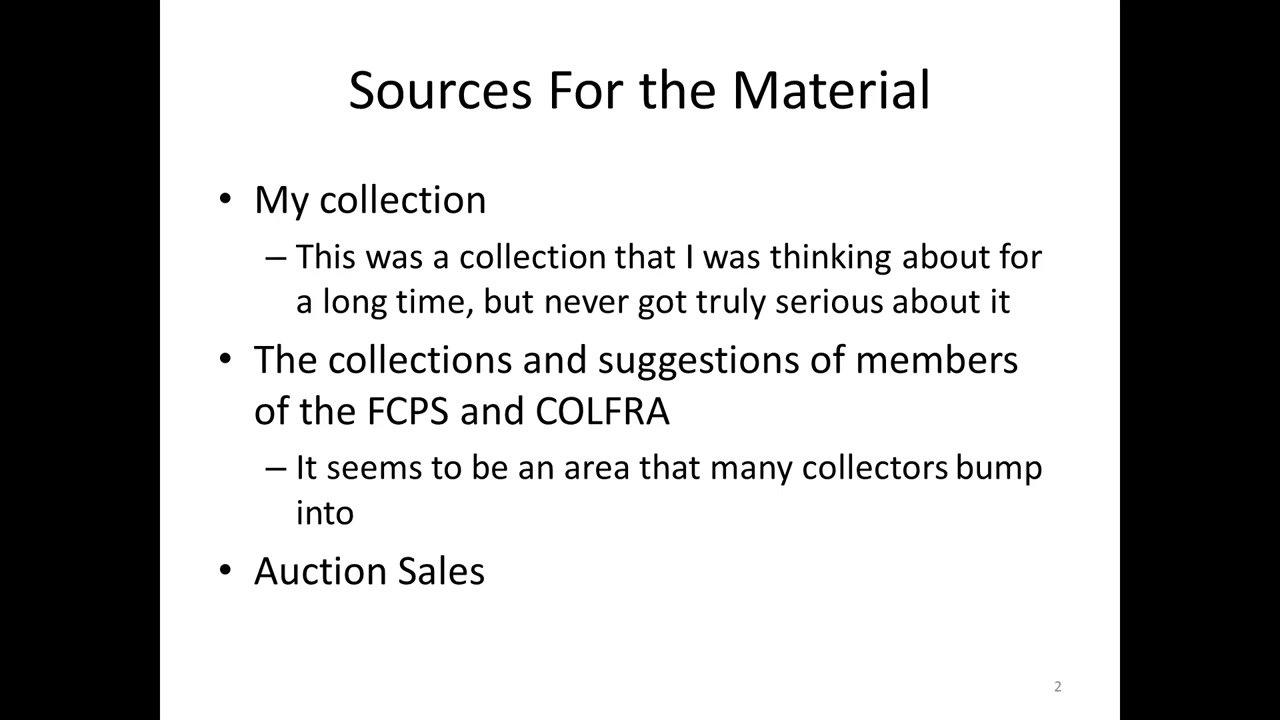 Sources For the Material
• My collection
– This was a collection that I was thinking about for
a long time, but never got truly serious about it
• The collections and suggestions of members
of the FCPS and COLFRA
– It seems to be an area that many collectors bump
into
• Auction Sales
2